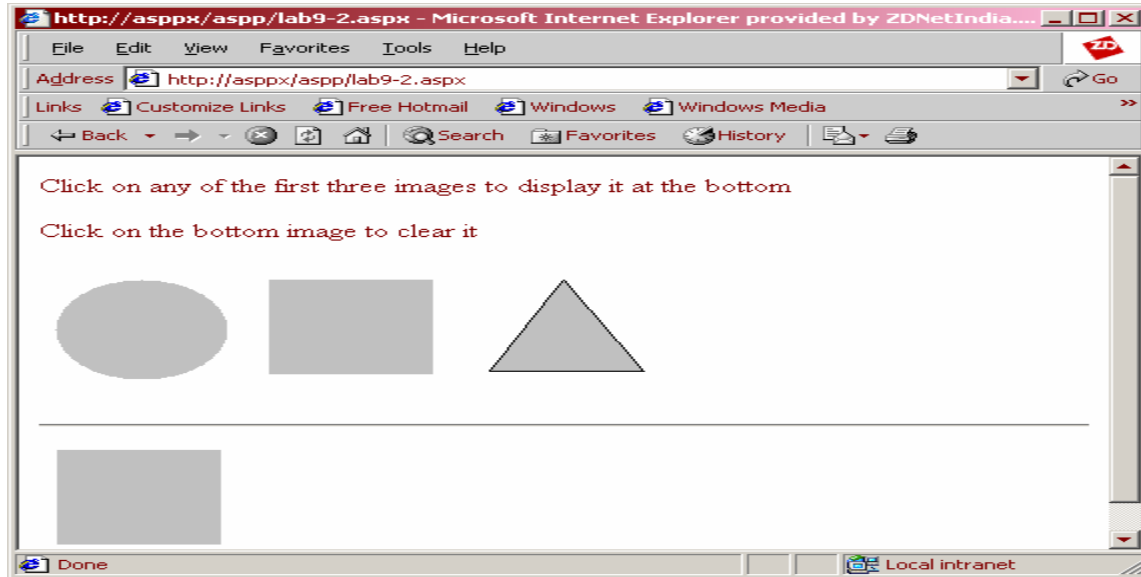 http://asppx/aspp/lab9-2.aspx - Microsoft Internet Explorer provided by ZDNetIndia....
File Edit View Favorites Tools Help
ZD
Address http://asppx/aspp/lab9-2.aspx Go
Links Customize Links Free Hotmail Windows Windows Media »
Back Search Favorites History
Click on any of the first three images to display it at the bottom
Click on the bottom image to clear it
Done Local intranet